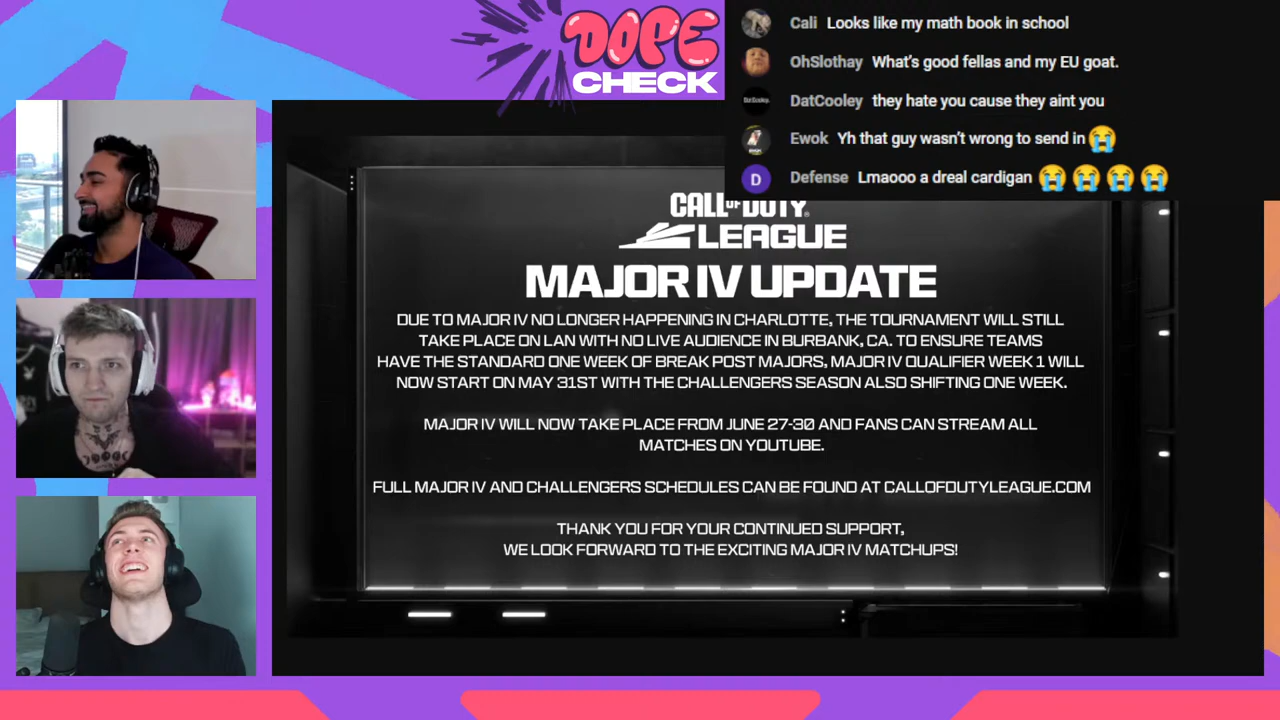 DOPE
CHECK
Cali Looks like my math book in school
OhSlothay What's good fellas and my EU goat.
DatCooley they hate you cause they aint you
Ewok Yh that guy wasn't wrong to send in 😭
D Defense Lmaooo a dreal cardigan 😭 😭 😭 😭
CALL OF DUTY
LEAGUE
MAJOR IV UPDATE
DUE TO MAJOR IV NO LONGER HAPPENING IN CHARLOTTE, THE TOURNAMENT WILL STILL
TAKE PLACE ON LAN WITH NO LIVE AUDIENCE IN BURBANK, CA. TO ENSURE TEAMS
HAVE THE STANDARD ONE WEEK OF BREAK POST MAJORS, MAJOR IV QUALIFIER WEEK 1 WILL
NOW START ON MAY 31ST WITH THE CHALLENGERS SEASON ALSO SHIFTING ONE WEEK.
MAJOR IV WILL NOW TAKE PLACE FROM JUNE 27-30 AND FANS CAN STREAM ALL
MATCHES ON YOUTUBE.
FULL MAJOR IV AND CHALLENGERS SCHEDULES CAN BE FOUND AT CALLOFDUTYLEAGUE.COM
THANK YOU FOR YOUR CONTINUED SUPPORT,
WE LOOK FORWARD TO THE EXCITING MAJOR IV MATCHUPS!